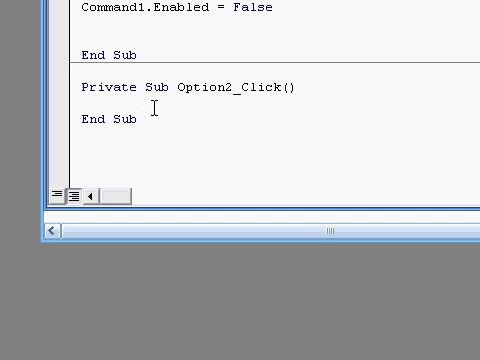 Command1.Enabled = False
End Sub
Private Sub Option2_Click()
End Sub